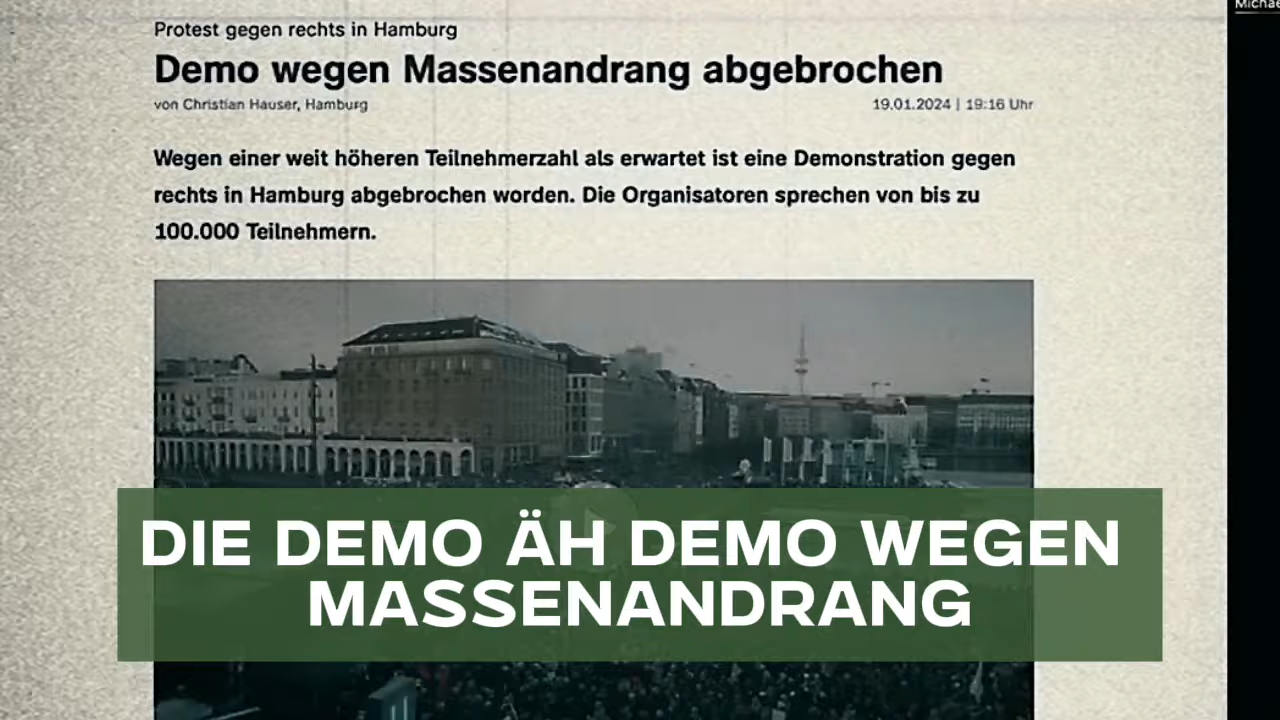 Michae
Protest gegen rechts in Hamburg
Demo wegen Massenandrang abgebrochen
von Christian Hauser, Hamburg
19.01.2024 | 19:16 Uhr
Wegen einer weit höheren Teilnehmerzahl als erwartet ist eine Demonstration gegen
rechts in Hamburg abgebrochen worden. Die Organisatoren sprechen von bis zu
100.000 Teilnehmern.
DIE DEMO ÄH DEMO WEGEN
MASSENANDRANG